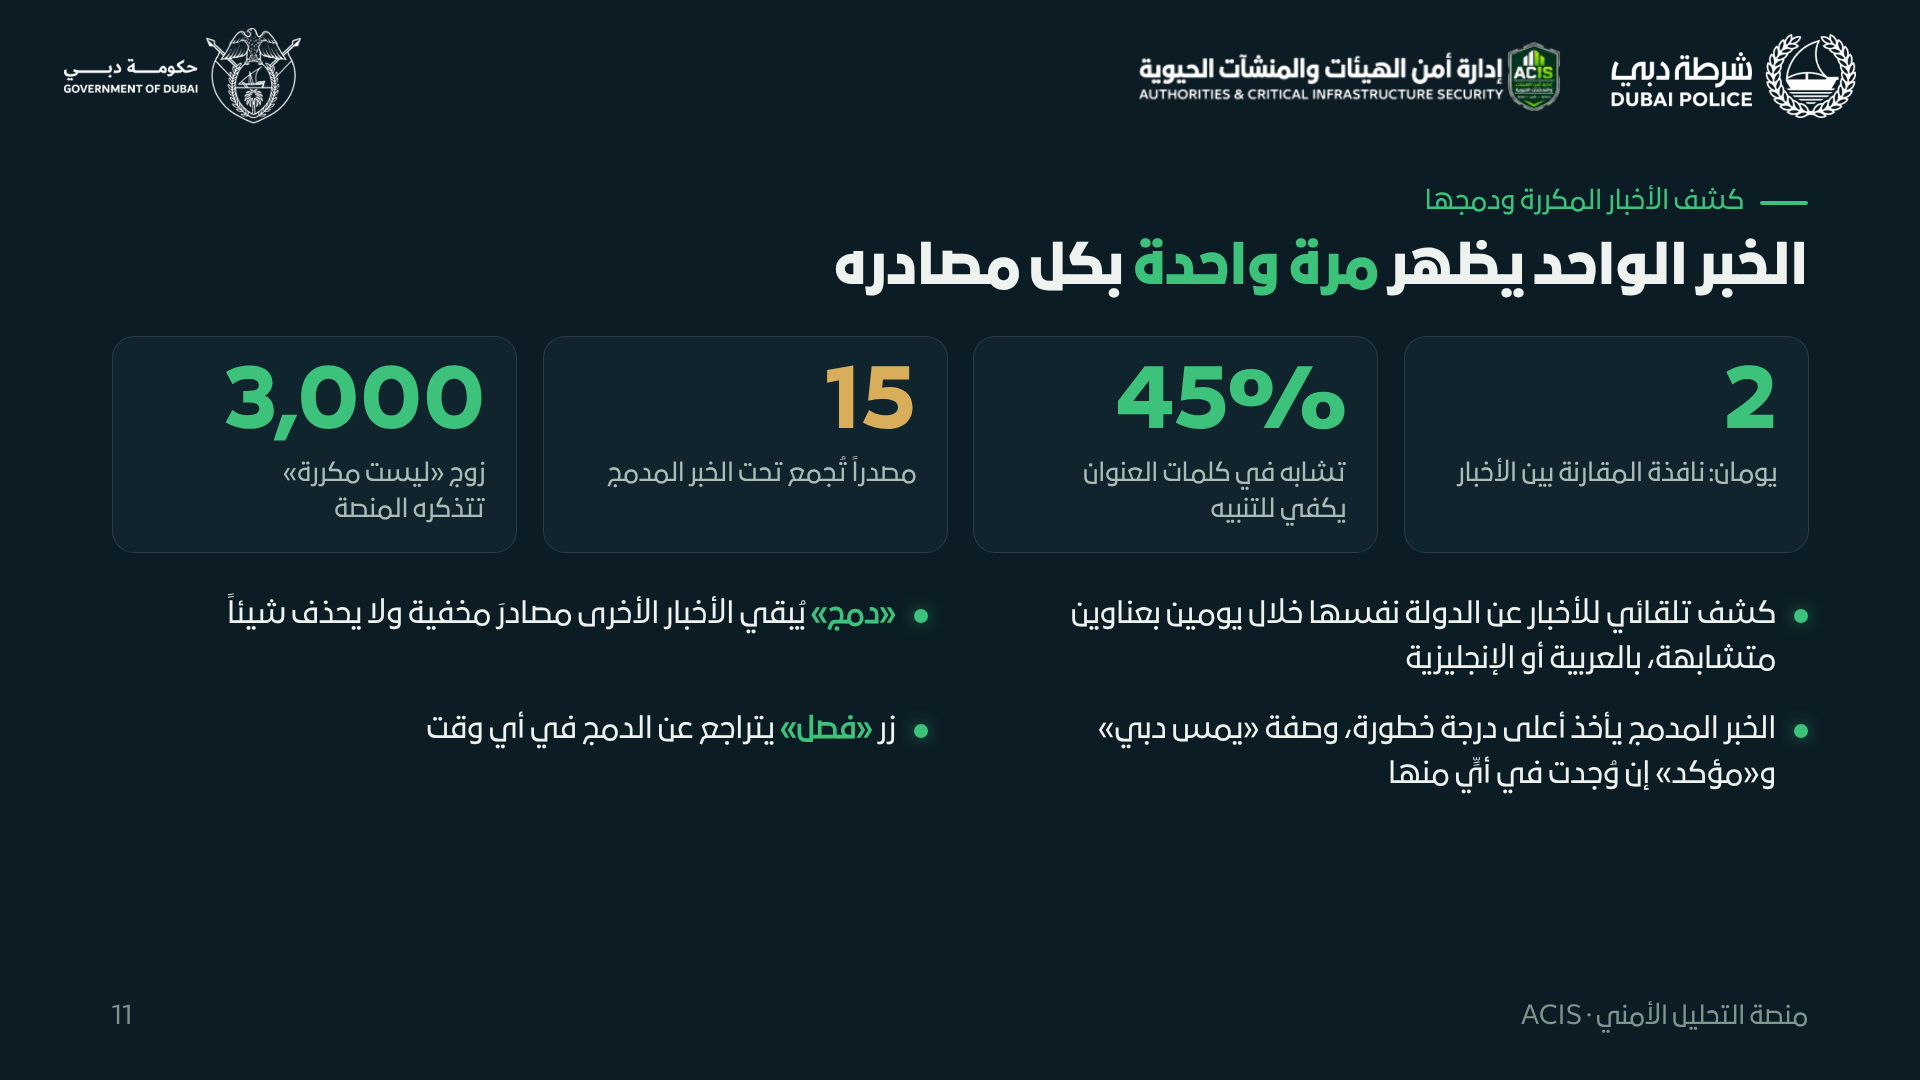 شرطة دبي
DUBAI POLICE
إدارة أمن الهيئات والمنشآت الحيوية
AUTHORITIES & CRITICAL INFRASTRUCTURE SECURITY
ACIS
حكومة دبي
GOVERNMENT OF DUBAI
كشف الأخبار المكررة ودمجها
الخبر الواحد يظهر مرة واحدة بكل مصادره
2
يومان: نافذة المقارنة بين الأخبار
45%
تشابه في كلمات العنوان
يكفي للتنبيه
15
مصدراً تُجمع تحت الخبر المدمج
3,000
زوج «ليست مكررة»
تتذكره المنصة
كشف تلقائي للأخبار عن الدولة نفسها خلال يومين بعناوين
متشابهة، بالعربية أو الإنجليزية
«دمج» يُبقي الأخبار الأخرى مصادرَ مخفية ولا يحذف شيئاً
الخبر المدمج يأخذ أعلى درجة خطورة، وصفة «يمس دبي»
و«مؤكد» إن وُجدت في أيٍّ منها
زر «فصل» يتراجع عن الدمج في أي وقت
منصة التحليل الأمني · ACIS
11